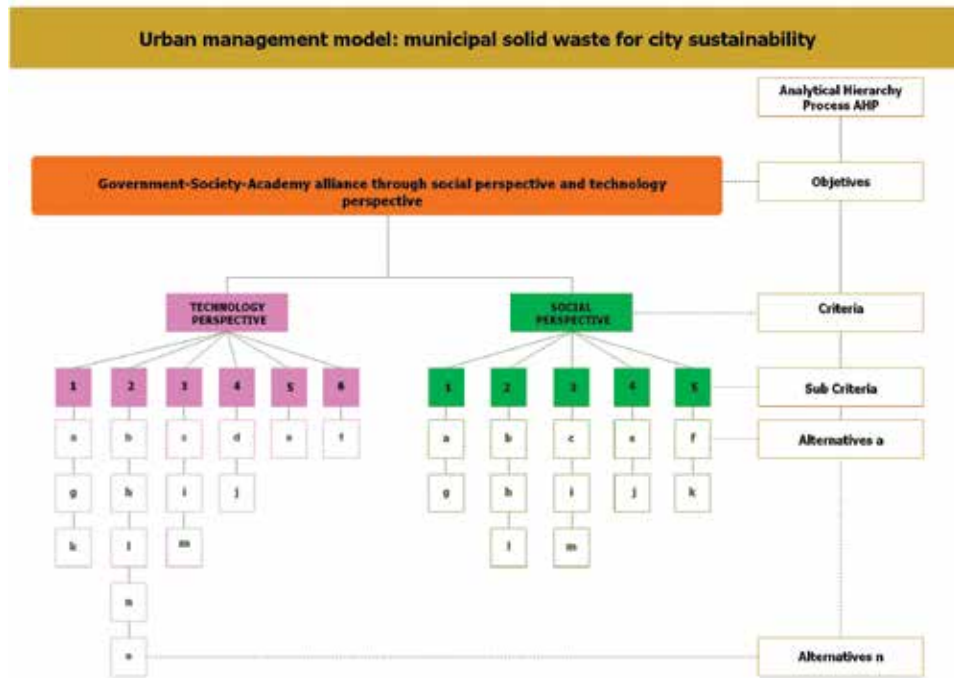 Urban management model: municipal solid waste for city sustainability
Analytical Hierarchy
Process AHP
Government-Society-Academy alliance through social perspective and technology
perspective
Objetives
TECHNOLOGY
PERSPECTIVE
SOCIAL
PERSPECTIVE
Criteria
1 2 3 4 5 6 1 2 3 4 5
Sub Criteria
a b c d e f a b c e f
Alternatives a
g h i j g h i j k
k l m l m
n
Alternatives n